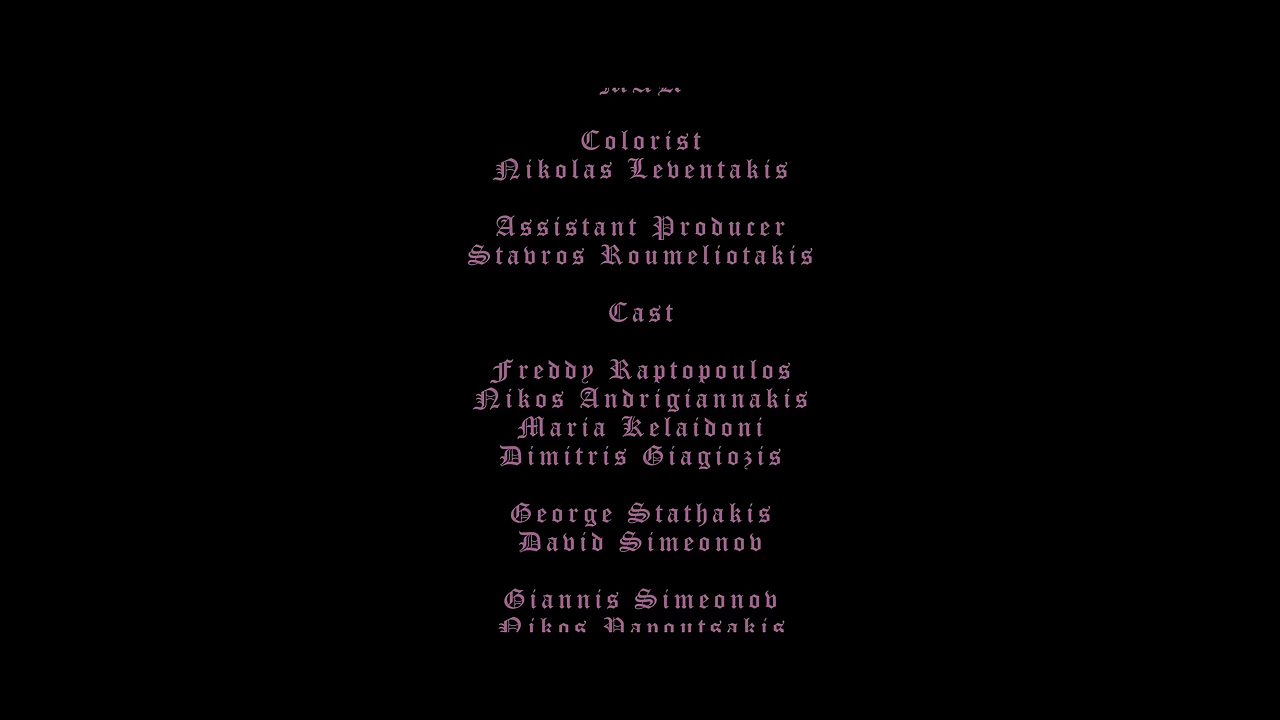 Colorist
Nikolas Leventakis
Assistant Producer
Stavros Roumeliotakis
Cast
Freddy Raptopoulos
Nikos Andrigiannakis
Maria Kelaidoni
Dimitris Giagiozis
George Stathakis
David Simeonov
Giannis Simeonov
Nikos